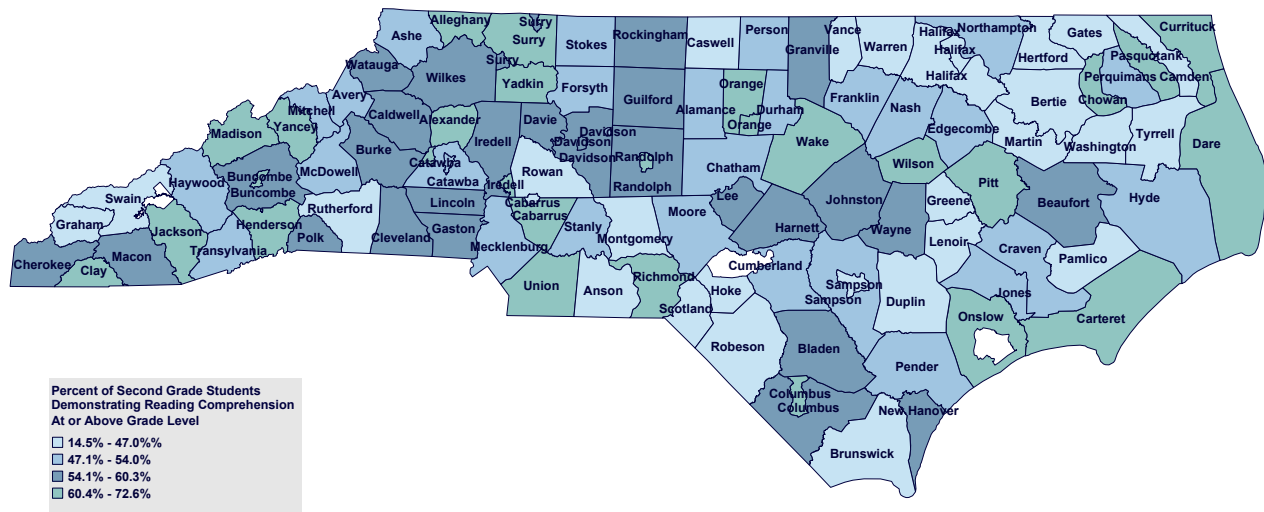 Alleghany
Surry
Ashe
Surry
Stokes
Rockingham
Caswell
Person
Granville
Vance
Warren
Halifax
Northampton
Halifax
Halifax
Hertford
Gates
Currituck
Pasquotank
Perquimans
Camden
Chowan
Watauga
Wilkes
Surry
Yadkin
Forsyth
Guilford
Alamance
Orange
Orange
Durham
Franklin
Nash
Edgecombe
Bertie
Martin
Washington
Tyrrell
Dare
Avery
Mitchell
Yancey
Madison
Caldwell
Alexander
Iredell
Davie
Davidson
Davidson
Davidson
Randolph
Randolph
Chatham
Wake
Wilson
Pitt
Beaufort
Hyde
Burke
McDowell
Catawba
Catawba
Iredell
Rowan
Buncombe
Buncombe
Haywood
Swain
Graham
Jackson
Henderson
Rutherford
Polk
Cleveland
Lincoln
Gaston
Cabarrus
Cabarrus
Mecklenburg
Stanly
Montgomery
Moore
Lee
Harnett
Johnston
Wayne
Greene
Lenoir
Craven
Pamlico
Cherokee
Clay
Macon
Transylvania
Union
Anson
Richmond
Scotland
Hoke
Cumberland
Sampson
Sampson
Duplin
Jones
Onslow
Carteret
Robeson
Bladen
Pender
Columbus
Columbus
New Hanover
Brunswick
Percent of Second Grade Students
Demonstrating Reading Comprehension
At or Above Grade Level
14.5% - 47.0%%
47.1% - 54.0%
54.1% - 60.3%
60.4% - 72.6%